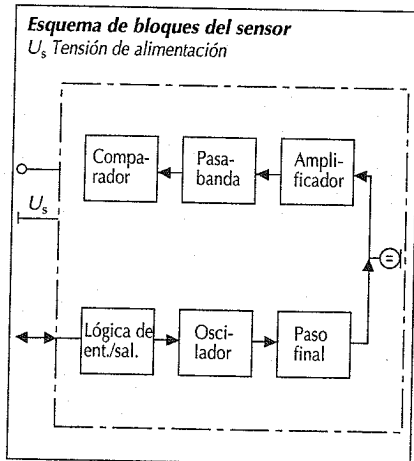 Esquema de bloques del sensor
Us Tensión de alimentación
Compa-
rador
Pasa-
banda
Ampli-
ficador
Us
Lógica de
ent./sal.
Osci-
lador
Paso
final